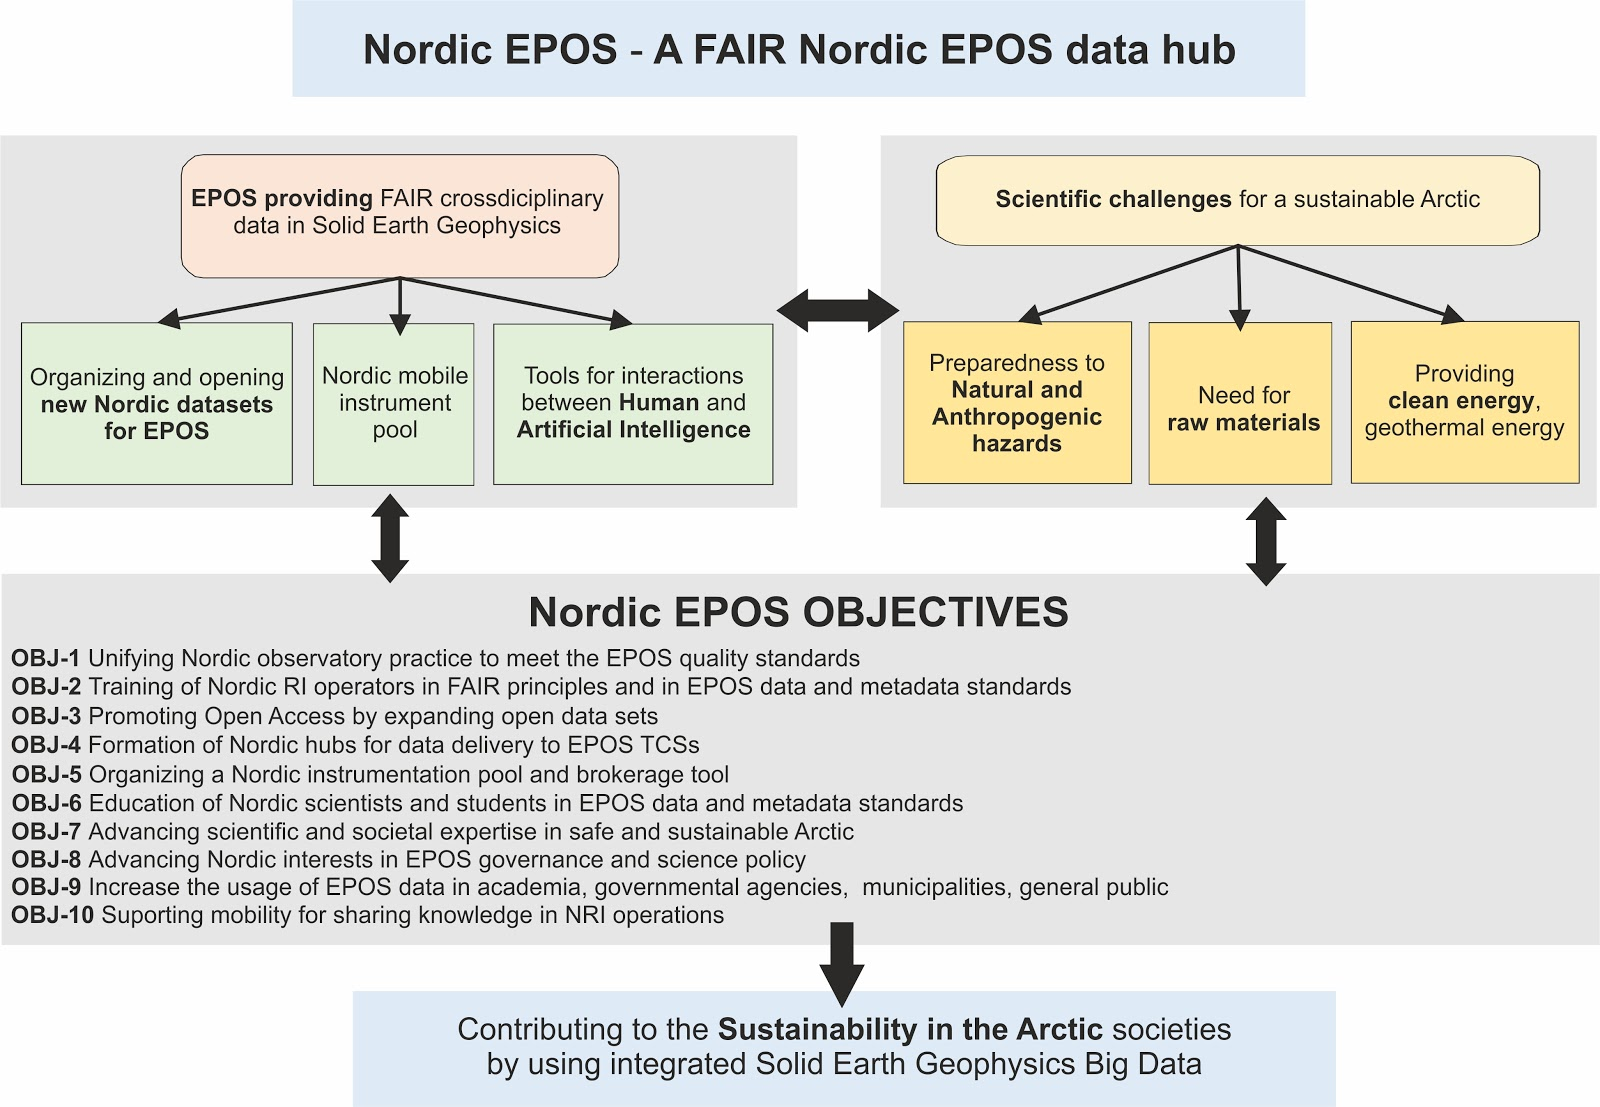 Nordic EPOS - A FAIR Nordic EPOS data hub
EPOS providing FAIR crossdiciplinary
data in Solid Earth Geophysics
Organizing and opening
new Nordic datasets
for EPOS
Nordic mobile
instrument
pool
Tools for interactions
between Human and
Artificial Intelligence
Scientific challenges for a sustainable Arctic
Preparedness to
Natural and
Anthropogenic
hazards
Need for
raw materials
Providing
clean energy,
geothermal energy
Nordic EPOS OBJECTIVES
OBJ-1 Unifying Nordic observatory practice to meet the EPOS quality standards
OBJ-2 Training of Nordic RI operators in FAIR principles and in EPOS data and metadata standards
OBJ-3 Promoting Open Access by expanding open data sets
OBJ-4 Formation of Nordic hubs for data delivery to EPOS TCSs
OBJ-5 Organizing a Nordic instrumentation pool and brokerage tool
OBJ-6 Education of Nordic scientists and students in EPOS data and metadata standards
OBJ-7 Advancing scientific and societal expertise in safe and sustainable Arctic
OBJ-8 Advancing Nordic interests in EPOS governance and science policy
OBJ-9 Increase the usage of EPOS data in academia, governmental agencies,  municipalities, general public
OBJ-10 Suporting mobility for sharing knowledge in NRI operations
Contributing to the Sustainability in the Arctic societies
by using integrated Solid Earth Geophysics Big Data